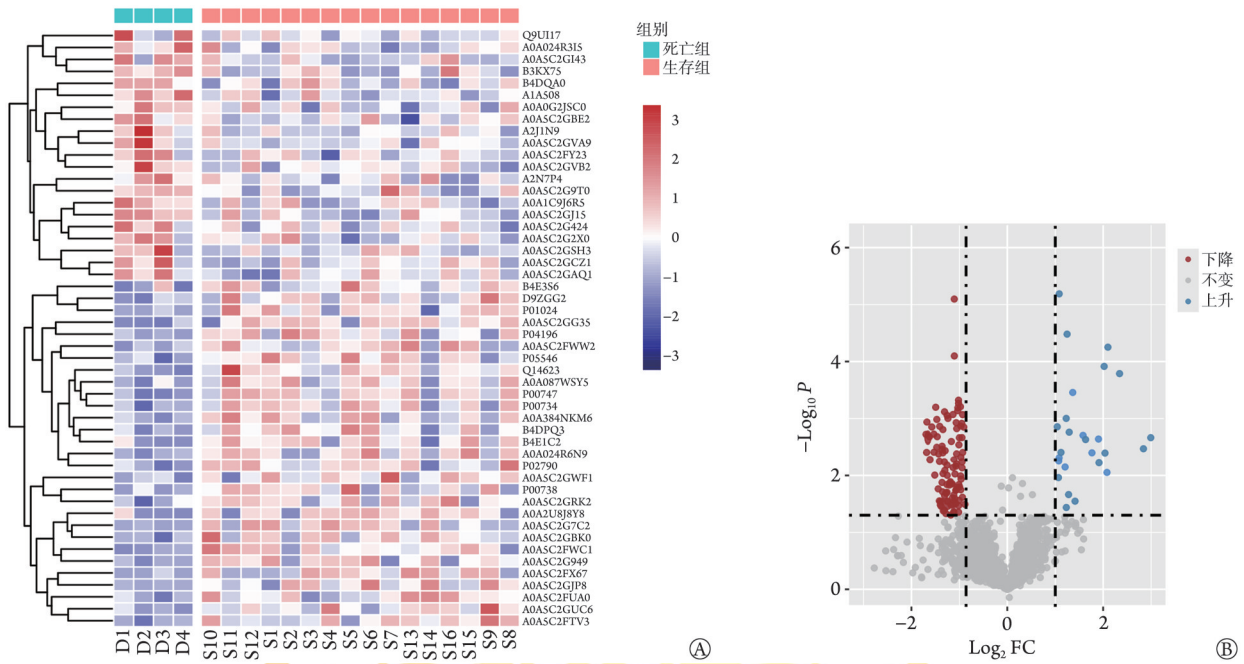 组别
死亡组
生存组
3
2
1
0
−1
−2
−3
Q9UI17
A0A024R3I5
A0A5C2GI43
B3KX75
B4DQA0
A1A508
A0A0G2JSC0
A0A5C2GBE2
A2J1N9
A0A5C2GVA9
A0A5C2FY23
A0A5C2GVB2
A2N7P4
A0A5C2G9T0
A0A1C9J6R5
A0A5C2GJ15
A0A5C2G424
A0A5C2G2X0
A0A5C2GSH3
A0A5C2GCZ1
A0A5C2GAQ1
B4E3S6
D9ZGG2
P01024
A0A5C2GG35
P04196
A0A5C2FWW2
P05546
Q14623
A0A087WSY5
P00747
P00734
A0A384NKM6
B4DPQ3
B4E1C2
A0A024R6N9
P02790
A0A5C2GWF1
P00738
A0A5C2GRK2
A0A2U8J8Y8
A0A5C2G7C2
A0A5C2GBK0
A0A5C2FWC1
A0A5C2G949
A0A5C2FX67
A0A5C2GJP8
A0A5C2FUA0
A0A5C2GUC6
A0A5C2FTV3
D1 D2 D3 D4 S10 S11 S12 S1 S2 S3 S4 S5 S6 S7 S13 S14 S16 S15 S9 S8
A
下降
不变
上升
−Log₁₀ P
6
4
2
0
−2 0 2
Log₂ FC
B